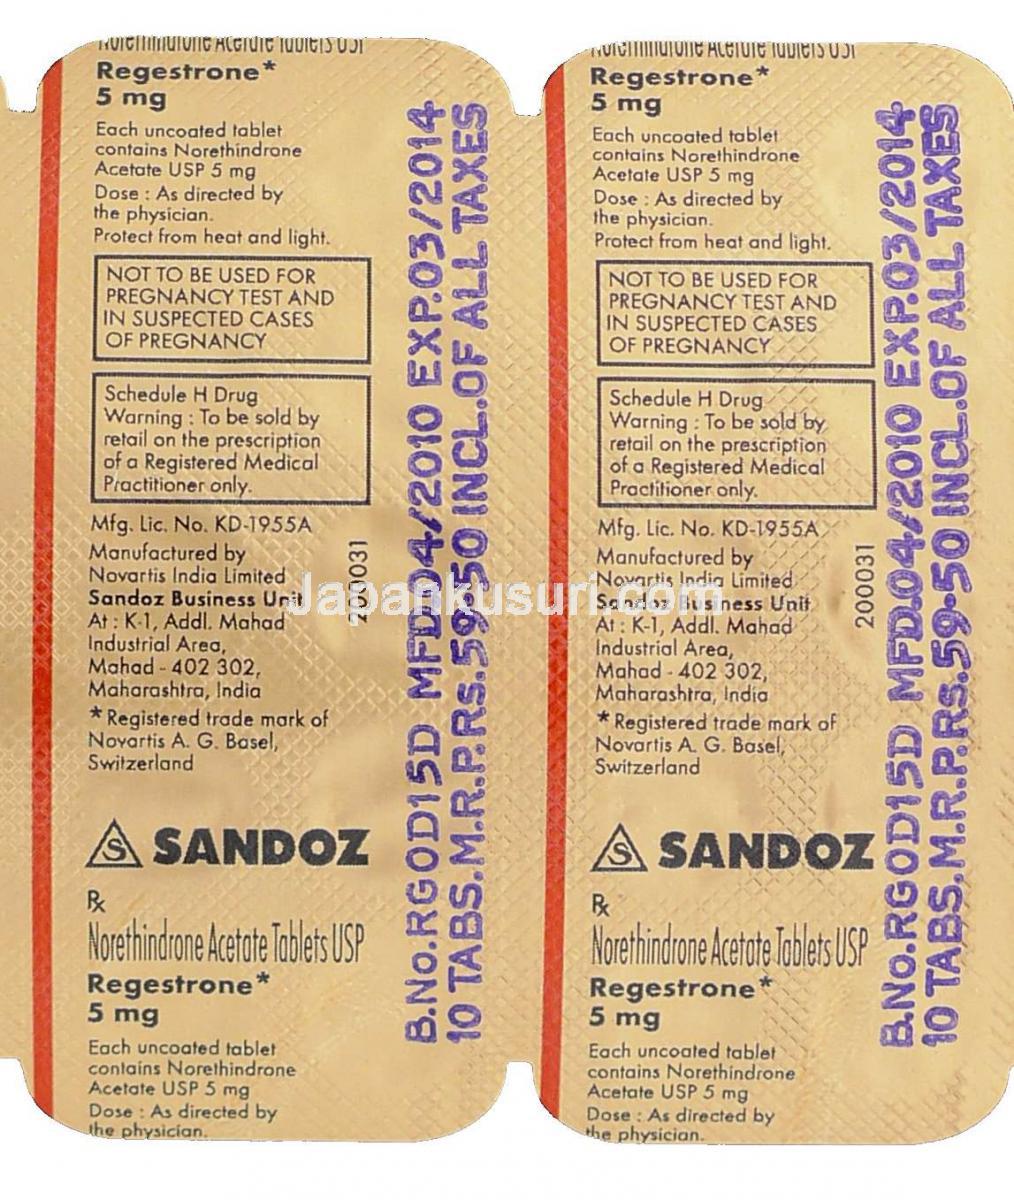 Norethindrone Acetate Tablets USP
Regestrone*
5 mg
Each uncoated tablet
contains Norethindrone
Acetate USP 5 mg
Dose : As directed by
the physician.
Protect from heat and light.
NOT TO BE USED FOR
PREGNANCY TEST AND
IN SUSPECTED CASES
OF PREGNANCY
Schedule H Drug
Warning : To be sold by
retail on the prescription
of a Registered Medical
Practitioner only.
Mfg. Lic. No. KD-1955A
Manufactured by
Novartis India Limited
Sandoz Business Unit
At : K-1, Addl. Mahad
Industrial Area,
Mahad - 402 302,
Maharashtra, India
* Registered trade mark of
Novartis A. G. Basel,
Switzerland
200031
S SANDOZ
Rx
Norethindrone Acetate Tablets USP
Regestrone*
5 mg
Each uncoated tablet
contains Norethindrone
Acetate USP 5 mg
Dose : As directed by
the physician.
B.No.RGOD15D MFD.04/2010 EXP.03/2014
10 TABS.M.R.P.RS.59.50 INCL.OF ALL TAXES
Norethindrone Acetate Tablets USP
Regestrone*
5 mg
Each uncoated tablet
contains Norethindrone
Acetate USP 5 mg
Dose : As directed by
the physician.
Protect from heat and light.
NOT TO BE USED FOR
PREGNANCY TEST AND
IN SUSPECTED CASES
OF PREGNANCY
Schedule H Drug
Warning : To be sold by
retail on the prescription
of a Registered Medical
Practitioner only.
Mfg. Lic. No. KD-1955A
Manufactured by
Novartis India Limited
Sandoz Business Unit
At : K-1, Addl. Mahad
Industrial Area,
Mahad - 402 302,
Maharashtra, India
* Registered trade mark of
Novartis A. G. Basel,
Switzerland
200031
S SANDOZ
Rx
Norethindrone Acetate Tablets USP
Regestrone*
5 mg
Each uncoated tablet
contains Norethindrone
Acetate USP 5 mg
Dose : As directed by
the physician.
B.No.RGOD15D MFD.04/2010 EXP.03/2014
10 TABS.M.R.P.RS.59.50 INCL.OF ALL TAXES
Japankusuri.com